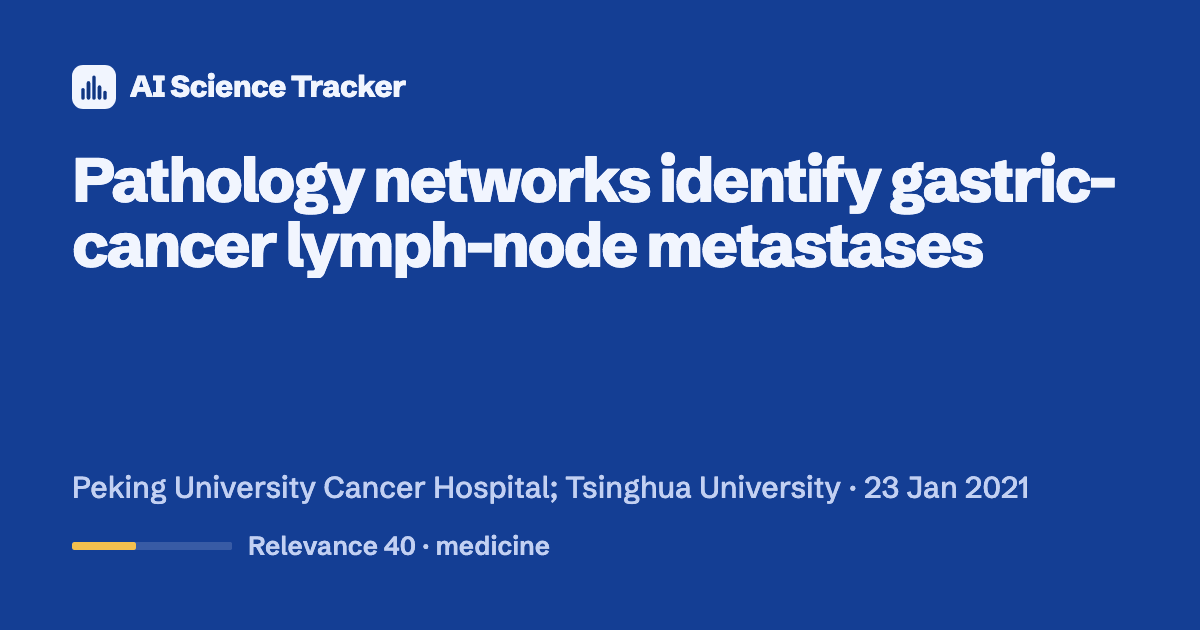 AI Science Tracker
Pathology networks identify gastric-
cancer lymph-node metastases
Peking University Cancer Hospital; Tsinghua University · 23 Jan 2021
Relevance 40 · medicine